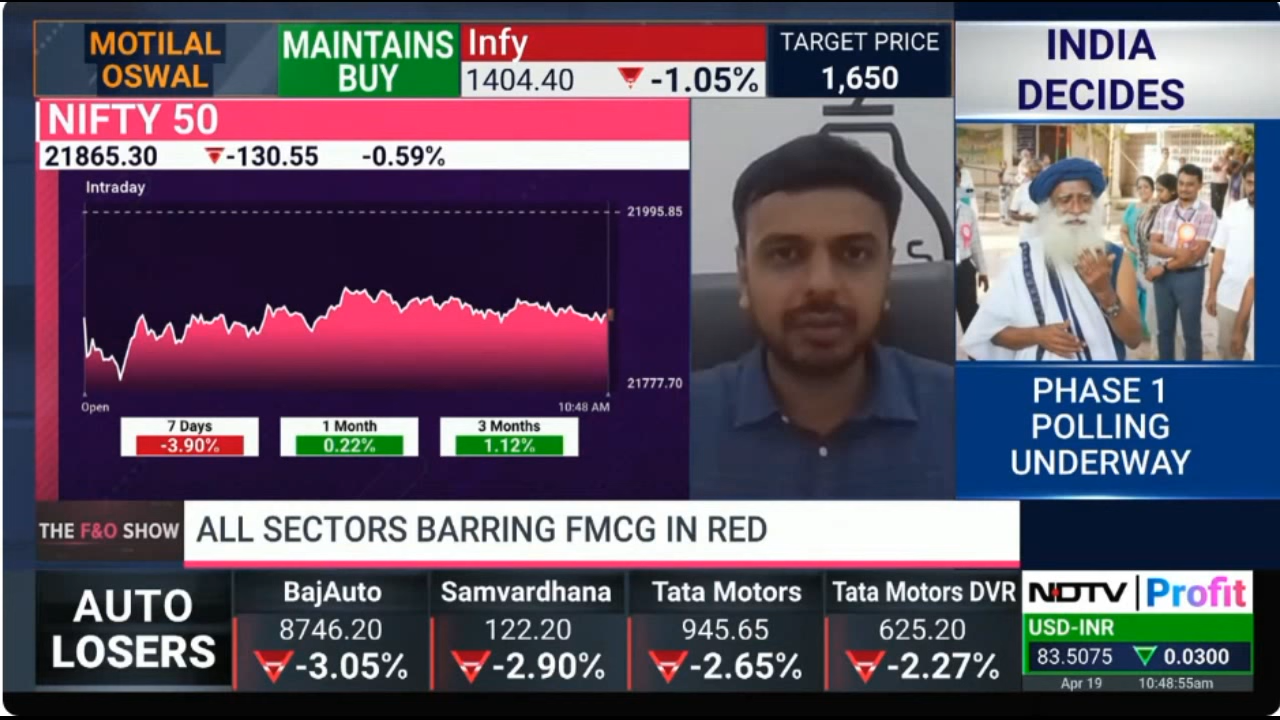 MOTILAL
OSWAL
MAINTAINS
BUY
Infy
1404.40 -1.05%
TARGET PRICE
1,650
INDIA
DECIDES
NIFTY 50
21865.30 -130.55 -0.59%
Intraday
21995.85
21777.70
Open 10:48 AM
7 Days
-3.90%
1 Month
0.22%
3 Months
1.12%
S
PHASE 1
POLLING
UNDERWAY
THE F&O SHOW
ALL SECTORS BARRING FMCG IN RED
AUTO
LOSERS
BajAuto
8746.20
-3.05%
Samvardhana
122.20
-2.90%
Tata Motors
945.65
-2.65%
Tata Motors DVR
625.20
-2.27%
NDTV Profit
USD-INR
83.5075 0.0300
Apr 19 10:48:55am